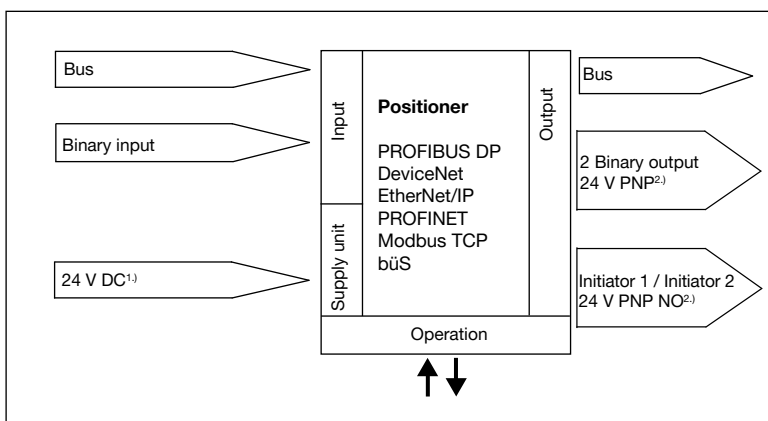 Bus
Binary input
24 V DC1.)
Input
Supply unit
Positioner
PROFIBUS DP
DeviceNet
EtherNet/IP
PROFINET
Modbus TCP
büS
Output
Operation
Bus
2 Binary output
24 V PNP2.)
Initiator 1 / Initiator 2
24 V PNP NO2.)